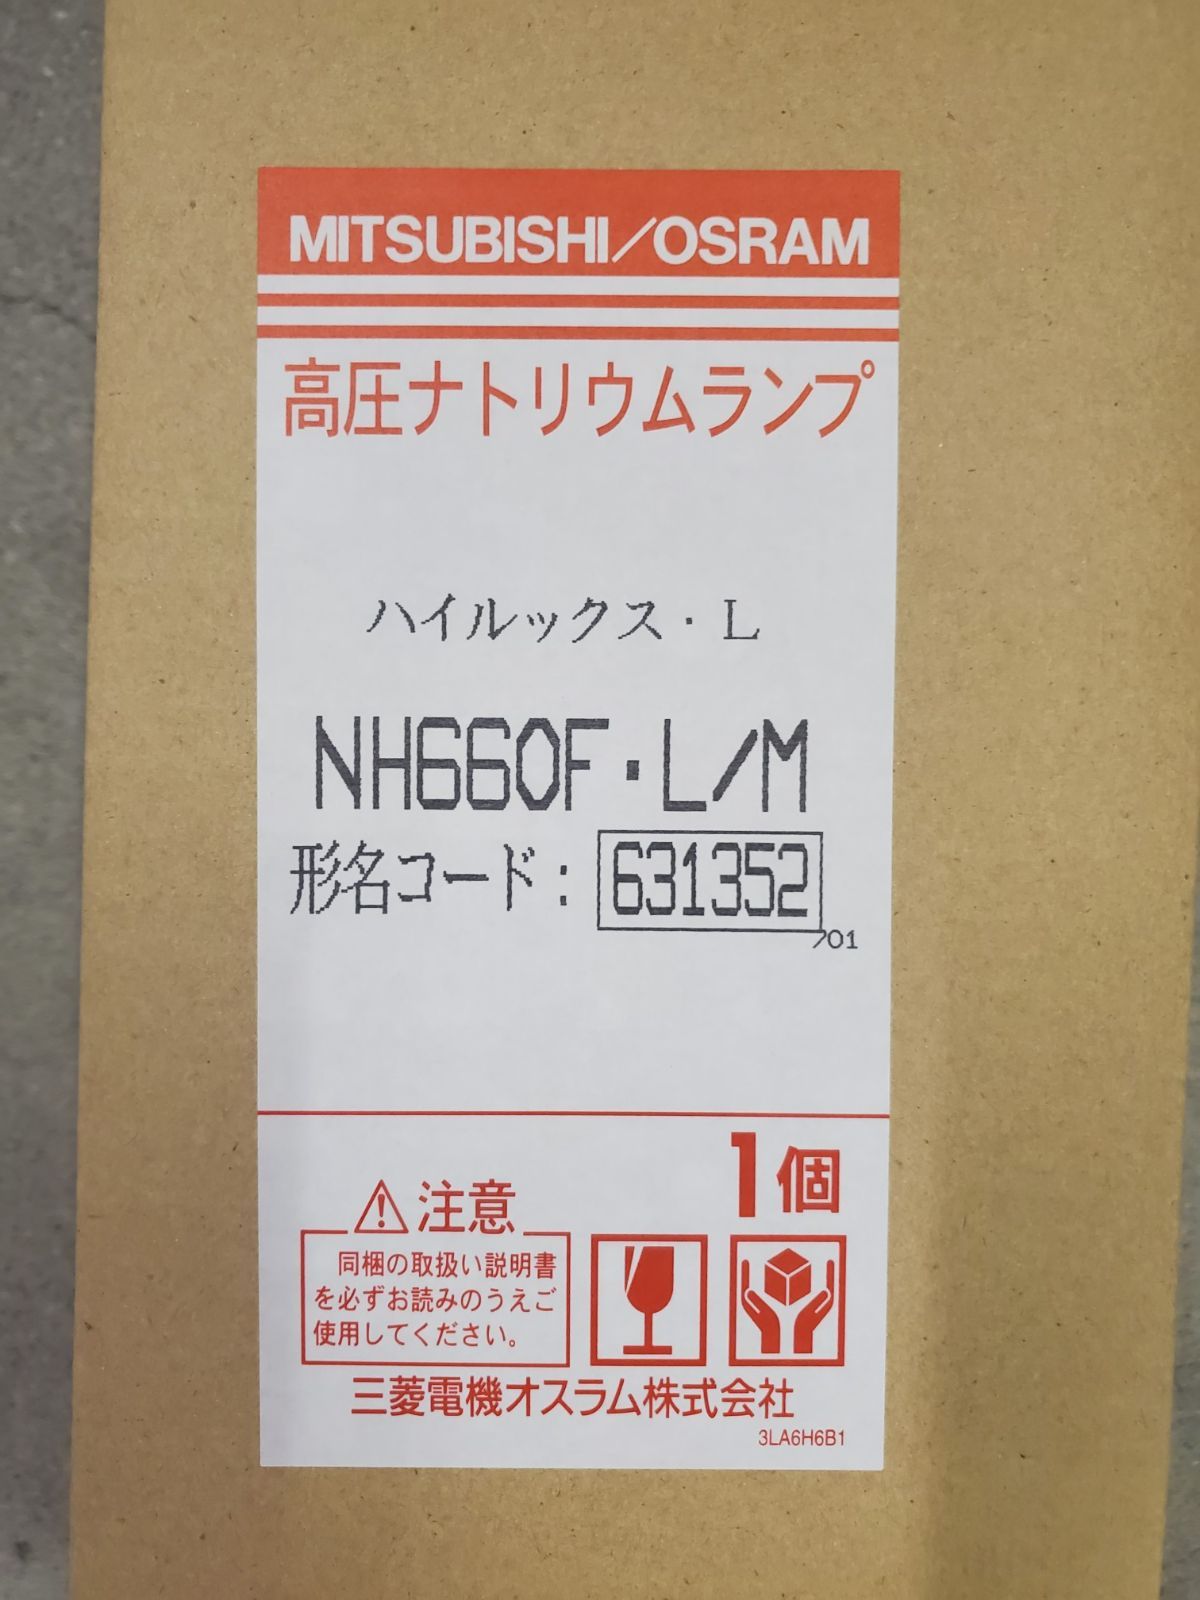 MITSUBISHI/OSRAM
高圧ナトリウムランプ
ハイルックス・L
NH660F・L/M
形名コード：631352
/01
1個
注意
同梱の取扱い説明書
を必ずお読みのうえご
使用してください。
三菱電機オスラム株式会社
3LA6H6B1